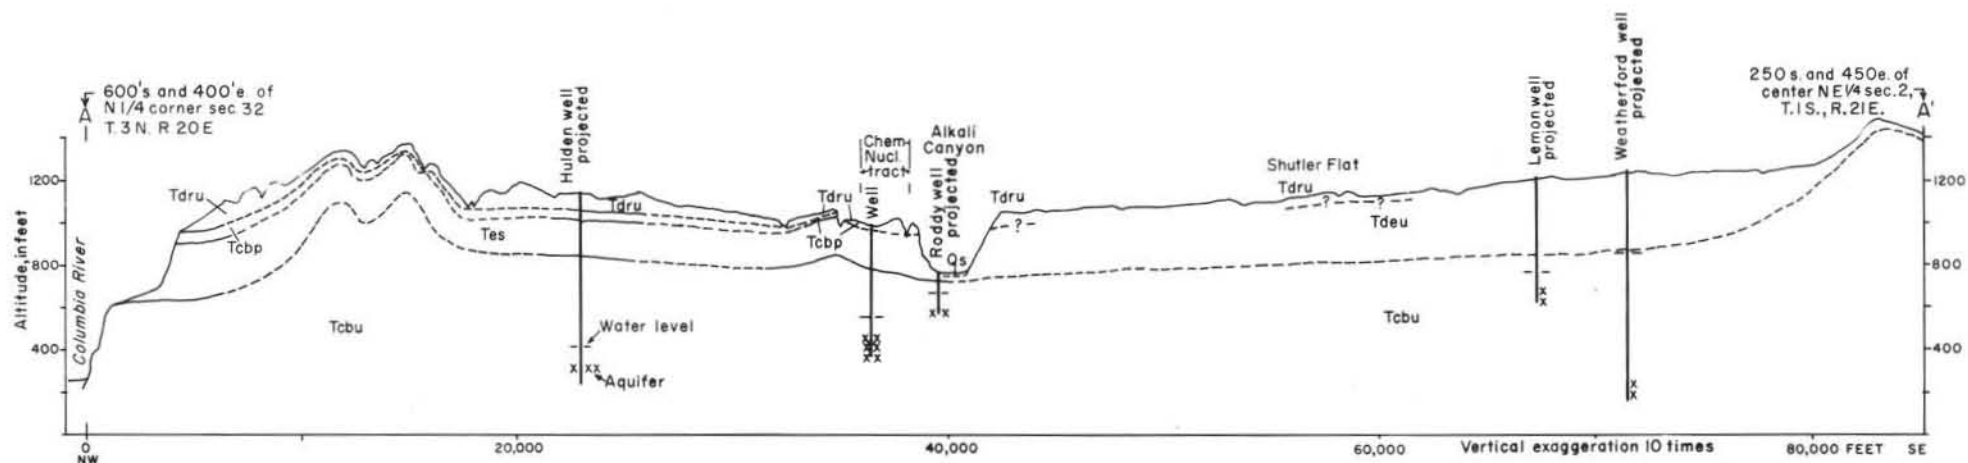 A
600's and 400'e. of
N 1/4 corner sec 32
T. 3 N. R 20 E
Hulden well
projected
Chem-
Nucl.
tract
Well
Alkali
Canyon
Roddy well
projected
Qs
Shutler Flat
Lemon well
projected
Weatherford well
projected
250 s. and 450 e. of
center NE 1/4 sec. 2,
T. 1 S., R. 21 E.
A'
Altitude, in feet
1200
800
400
Columbia River
Tdru
Tcbp
Tes
Tdru
Tdru
Tcbp
Tdru
?
Tdru
? ?
Tdeu
Tcbu
Tcbu
Water level
x xx
Aquifer
1200
800
400
0
NW
20,000
40,000
60,000
Vertical exaggeration 10 times
80,000 FEET
SE